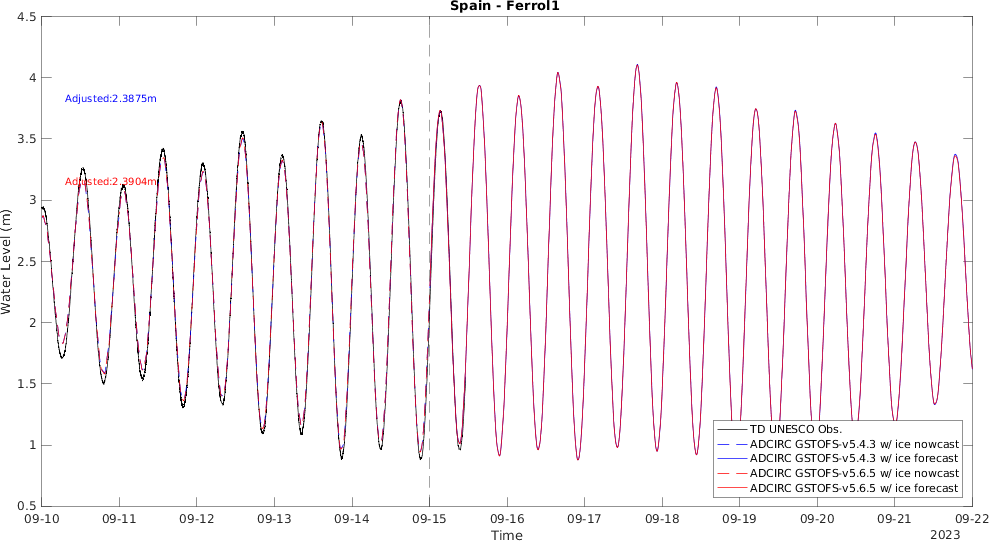 Spain - Ferrol1
4.5
4
3.5
3
2.5
2
1.5
1
0.5
Water Level (m)
Adjusted:2.3875m
Adjusted:2.3904m
TD UNESCO Obs.
ADCIRC GSTOFS-v5.4.3 w/ ice nowcast
ADCIRC GSTOFS-v5.4.3 w/ ice forecast
ADCIRC GSTOFS-v5.6.5 w/ ice nowcast
ADCIRC GSTOFS-v5.6.5 w/ ice forecast
09-10 09-11 09-12 09-13 09-14 09-15 09-16 09-17 09-18 09-19 09-20 09-21 09-22
Time
2023